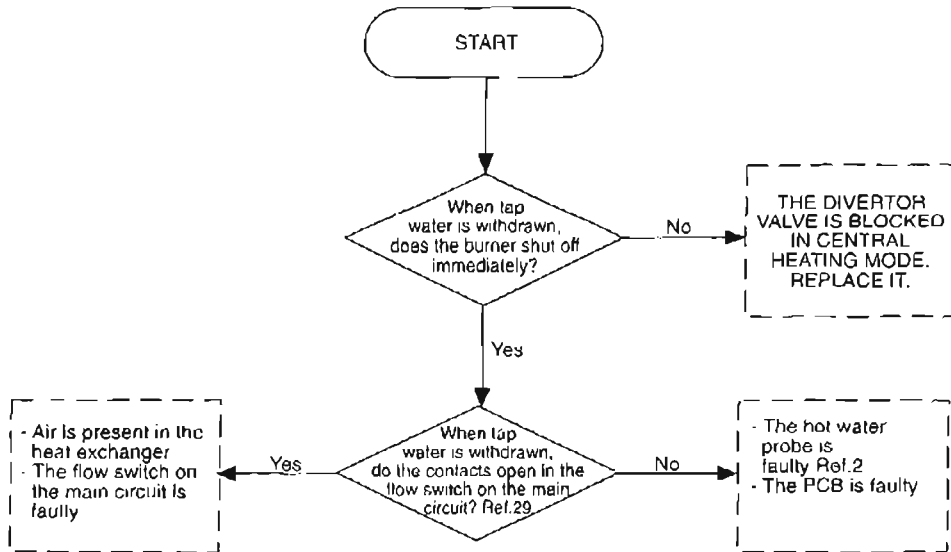 START
When tap
water is withdrawn,
does the burner shut off
immediately?
No
THE DIVERTOR
VALVE IS BLOCKED
IN CENTRAL
HEATING MODE.
REPLACE IT.
Yes
- Air is present in the
heat exchanger
- The flow switch on
the main circuit is
faully
Yes
When tap
water is withdrawn,
do the contacts open in the
flow switch on the main
circuit? Ref.29
No
- The hot water
probe is
faulty Ref.2
- The PCB is faulty